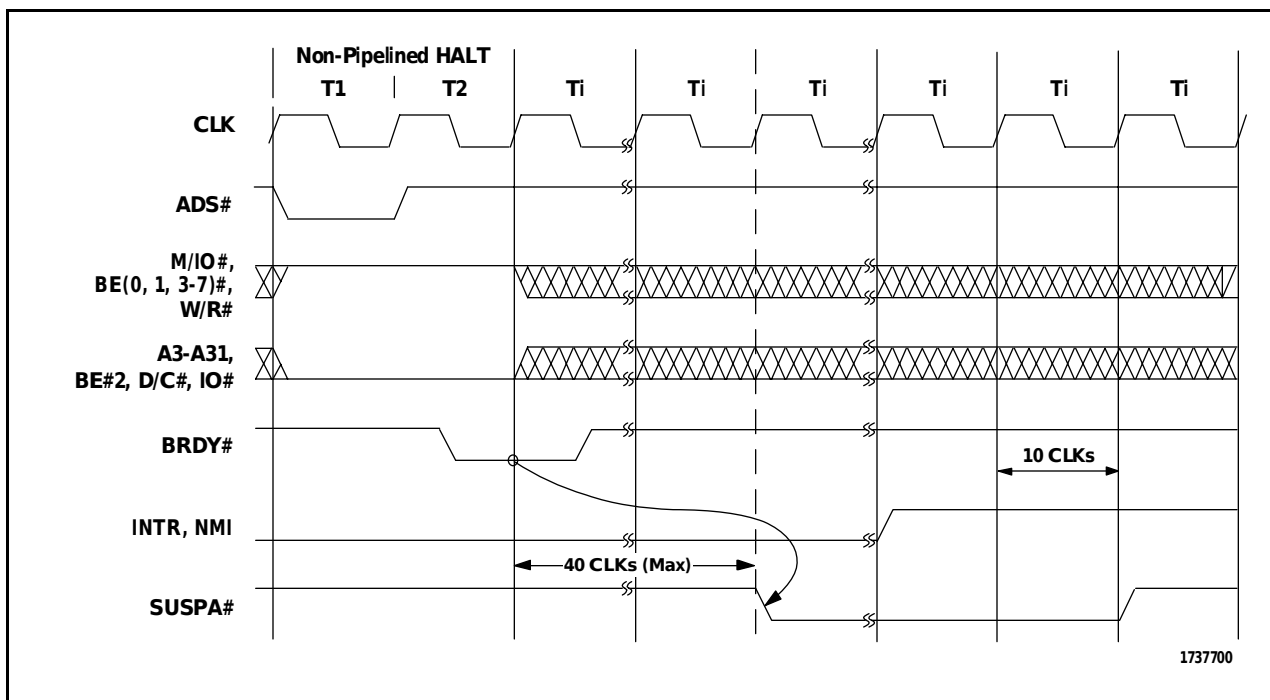 Non-Pipelined HALT
T1 T2 Ti Ti Ti Ti Ti Ti
CLK
ADS#
M/IO#,
BE(0, 1, 3-7)#,
W/R#
A3-A31,
BE#2, D/C#, IO#
BRDY#
10 CLKs
INTR, NMI
40 CLKs (Max)
SUSPA#
1737700